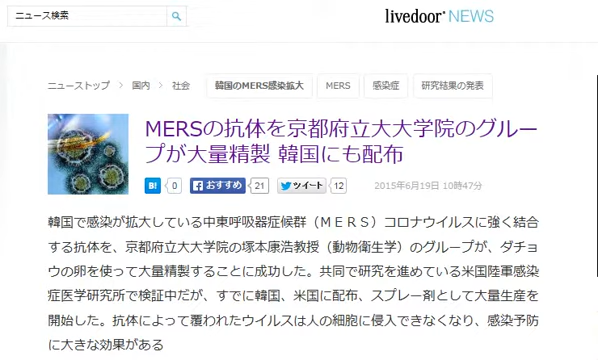 ニュース検索
livedoor NEWS
ニューストップ > 国内 > 社会 韓国のMERS感染拡大 MERS 感染症 研究結果の発表
MERSの抗体を京都府立大大学院のグルー
プが大量精製 韓国にも配布
B! 0 おすすめ 21 ツイート 12 2015年6月19日 10時47分
韓国で感染が拡大している中東呼吸器症候群（ＭＥＲＳ）コロナウイルスに強く結合
する抗体を、京都府立大大学院の塚本康浩教授（動物衛生学）のグループが、ダチョ
ウの卵を使って大量精製することに成功した。共同で研究を進めている米国陸軍感染
症医学研究所で検証中だが、すでに韓国、米国に配布、スプレー剤として大量生産を
開始した。抗体によって覆われたウイルスは人の細胞に侵入できなくなり、感染予防
に大きな効果がある